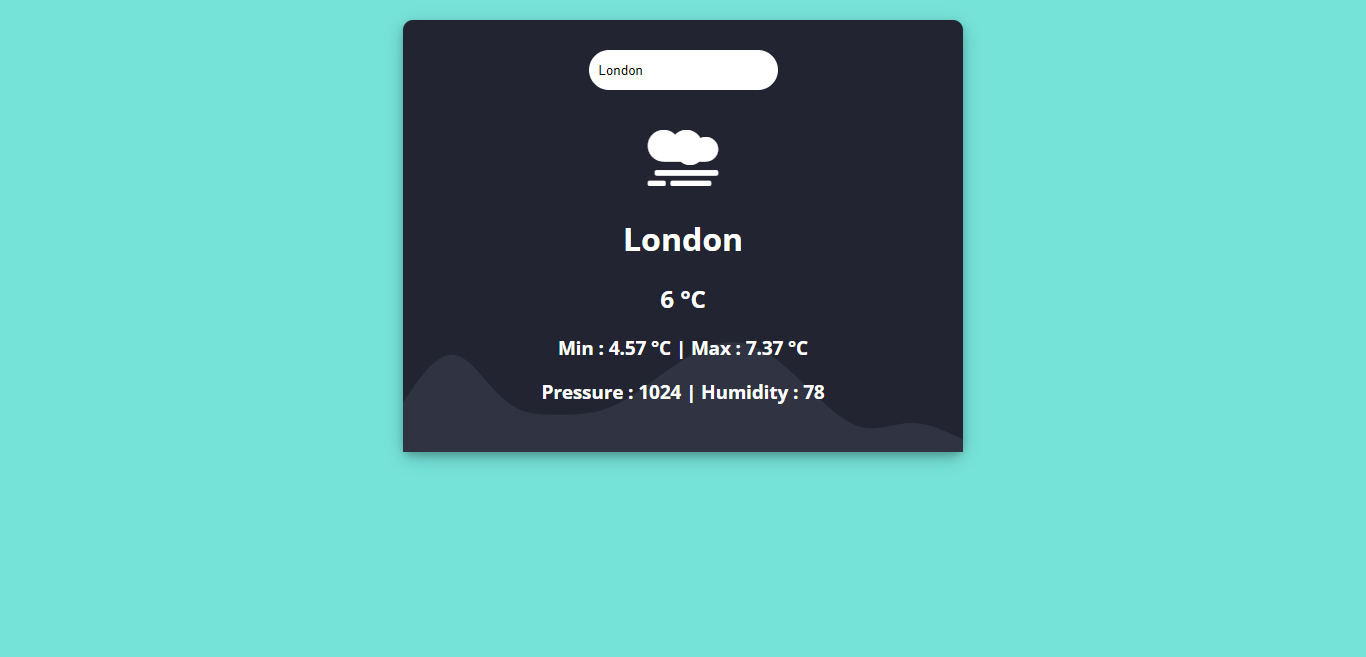 London
London
6 °C
Min : 4.57 °C | Max : 7.37 °C
Pressure : 1024 | Humidity : 78